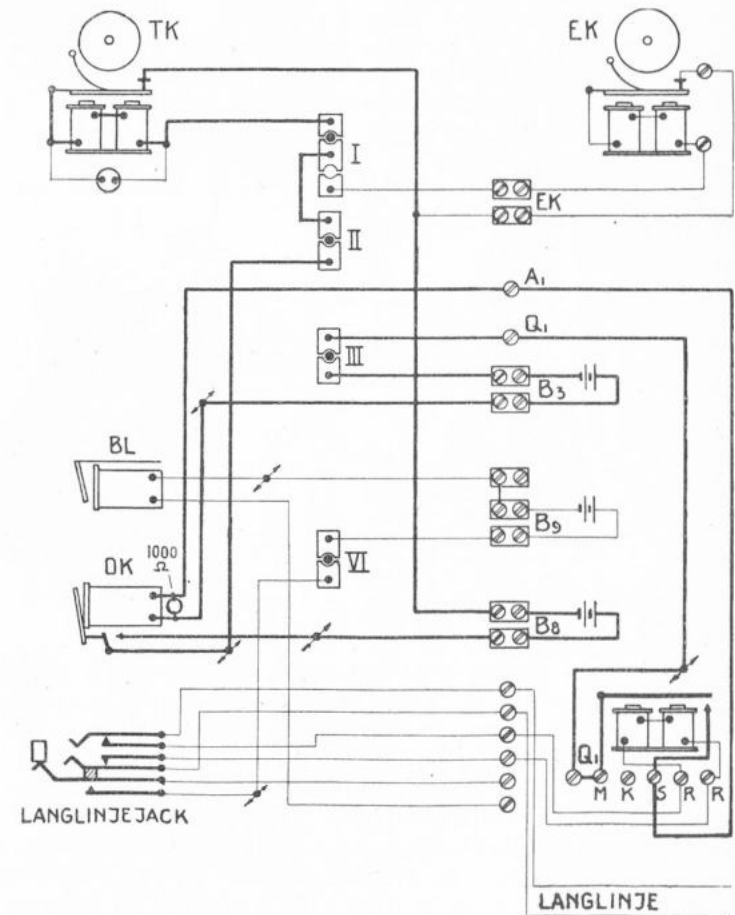 TK
EK
I
EK
II
A1
Q1
III
B3
BL
B9
1000
Ω
VI
DK
B8
Q1
M K S R R
LANGLINJEJACK
LANGLINJE